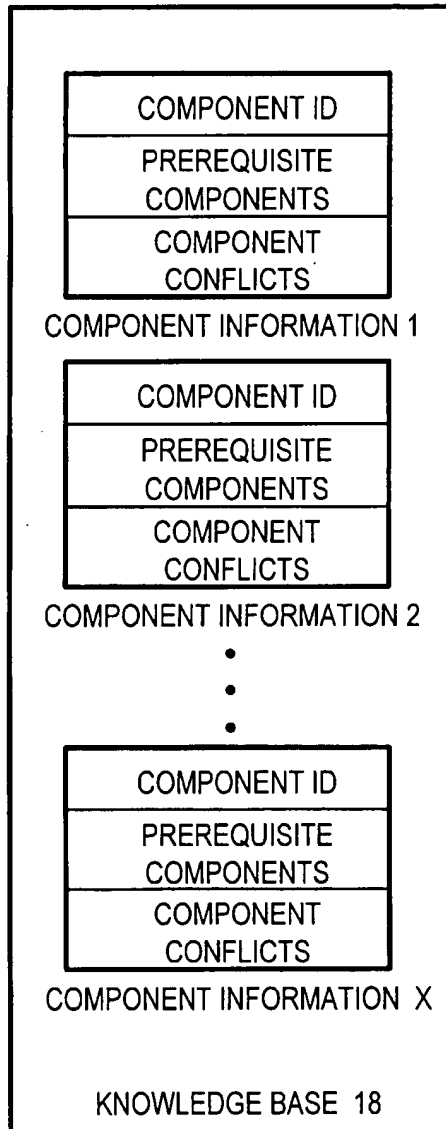 COMPONENT ID
PREREQUISITE
COMPONENTS
COMPONENT
CONFLICTS
COMPONENT INFORMATION 1
COMPONENT ID
PREREQUISITE
COMPONENTS
COMPONENT
CONFLICTS
COMPONENT INFORMATION 2
COMPONENT ID
PREREQUISITE
COMPONENTS
COMPONENT
CONFLICTS
COMPONENT INFORMATION X
KNOWLEDGE BASE 18